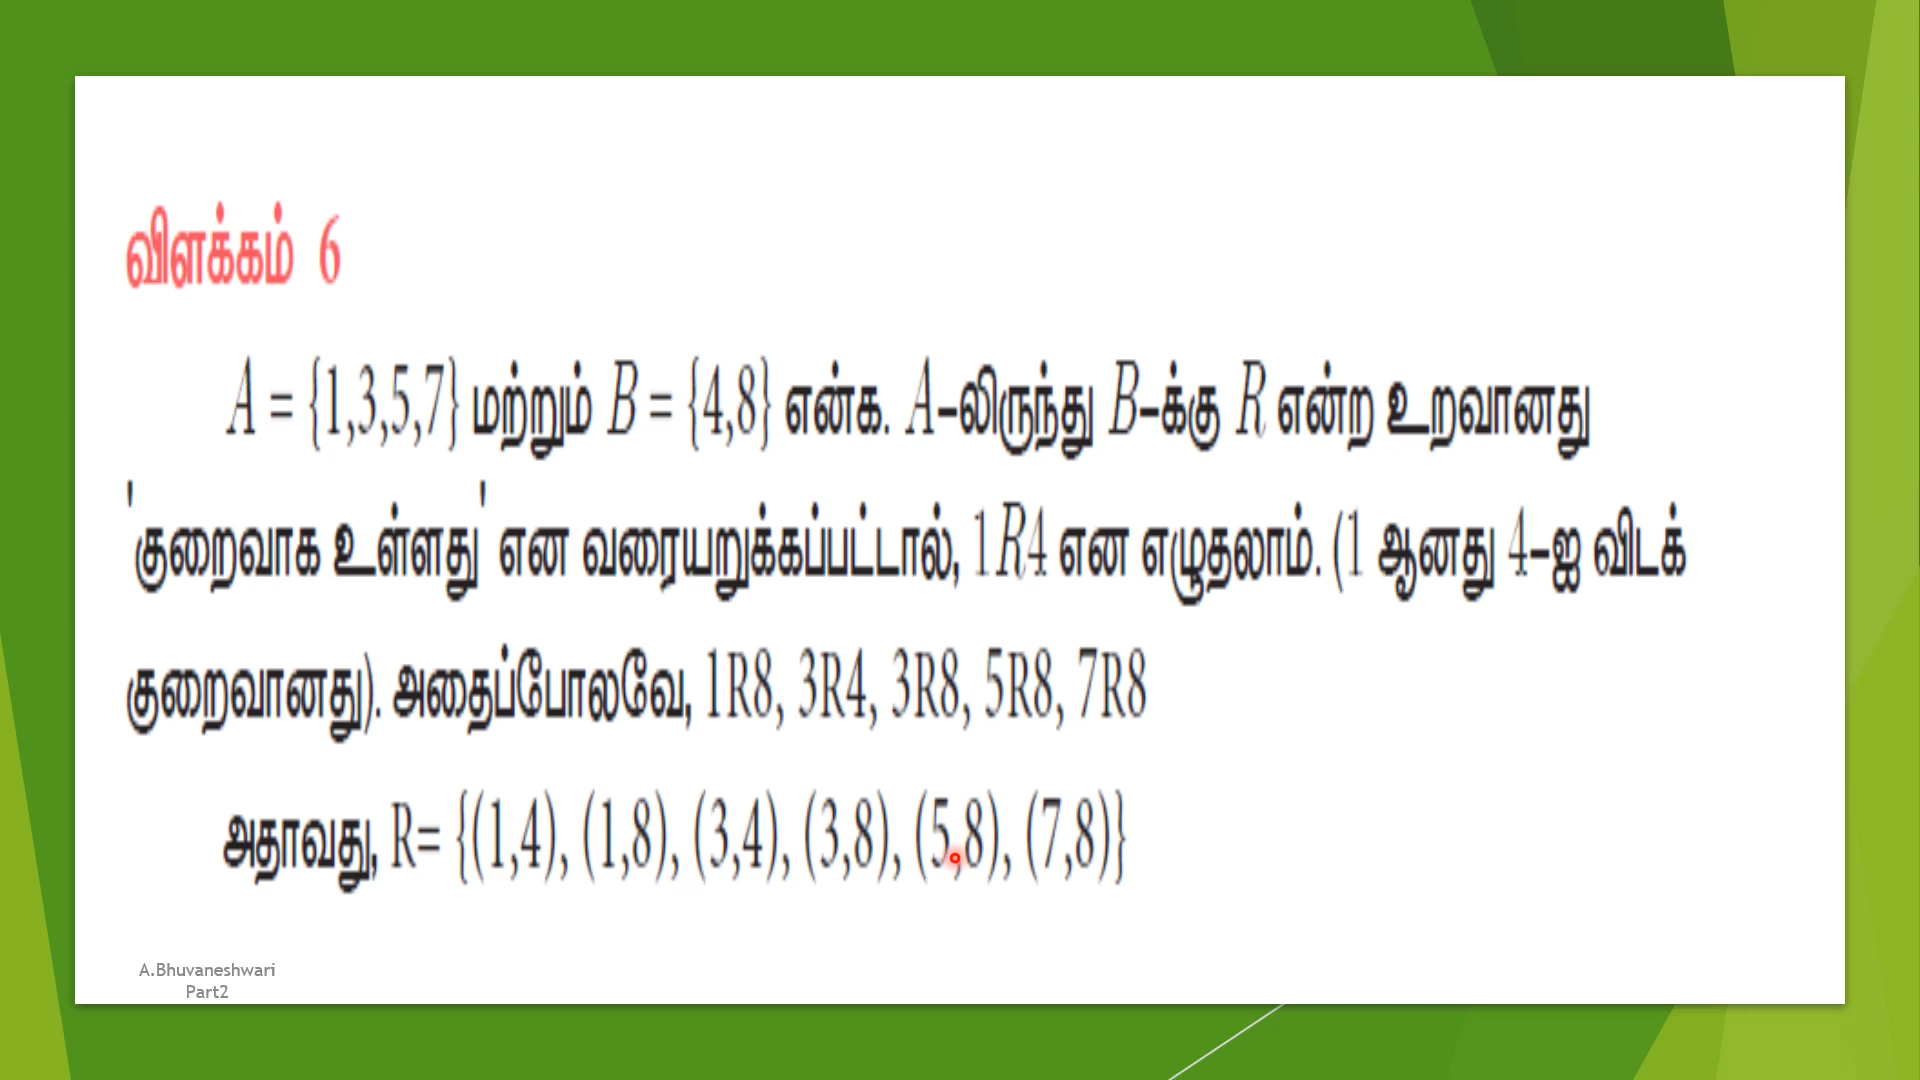 விளக்கம் 6
A = {1,3,5,7} மற்றும் B = {4,8} என்க. A-லிருந்து B-க்கு R என்ற உறவானது
'குறைவாக உள்ளது' என வரையறுக்கப்பட்டால், 1R4 என எழுதலாம். (1 ஆனது 4-ஐ விடக்
குறைவானது). அதைப்போலவே, 1R8, 3R4, 3R8, 5R8, 7R8
அதாவது, R= {(1,4), (1,8), (3,4), (3,8), (5,8), (7,8)}
A.Bhuvaneshwari
Part2